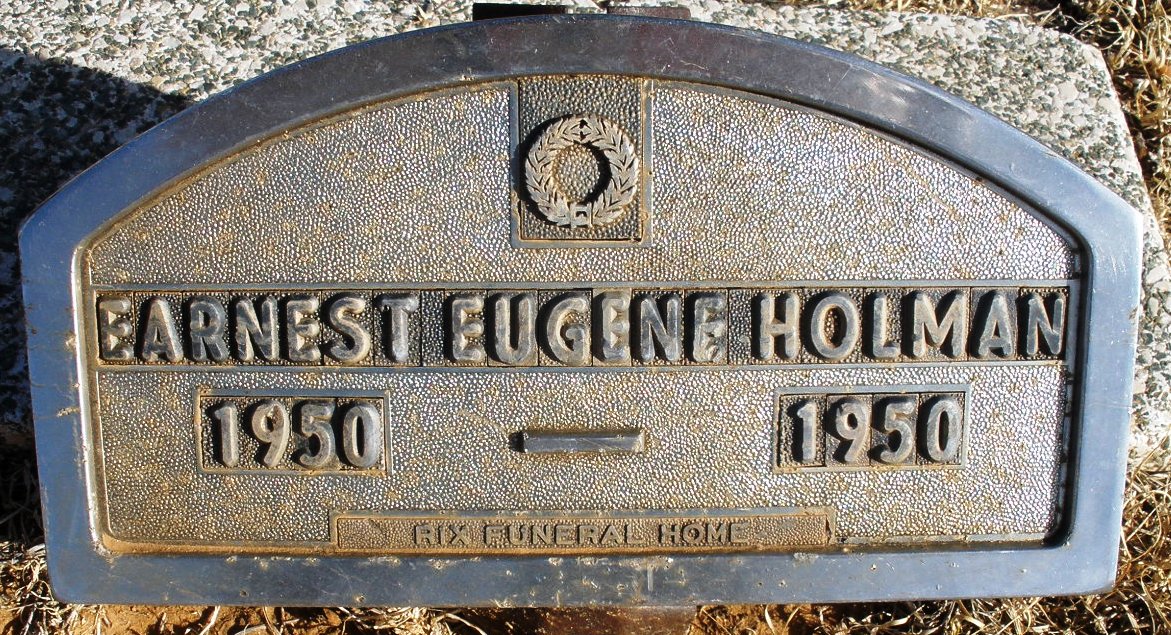 EARNEST EUGENE HOLMAN
1950 — 1950
RIX FUNERAL HOME